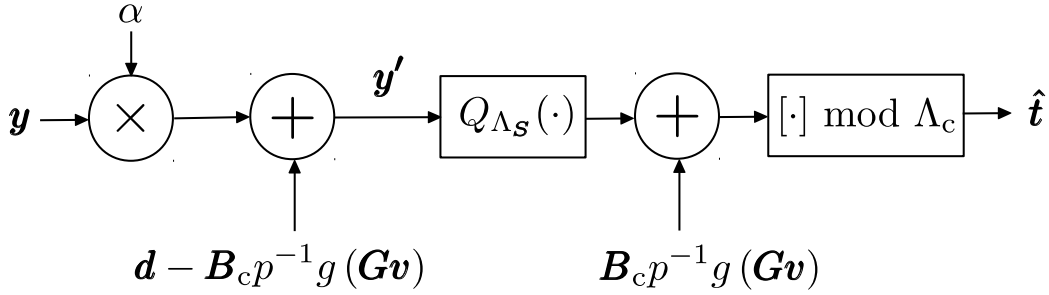 α
y × + y′ Q_{Λ_S}(·) + [·] mod Λ_c t̂
d − B_c p^{−1} g (Gv) B_c p^{−1} g (Gv)